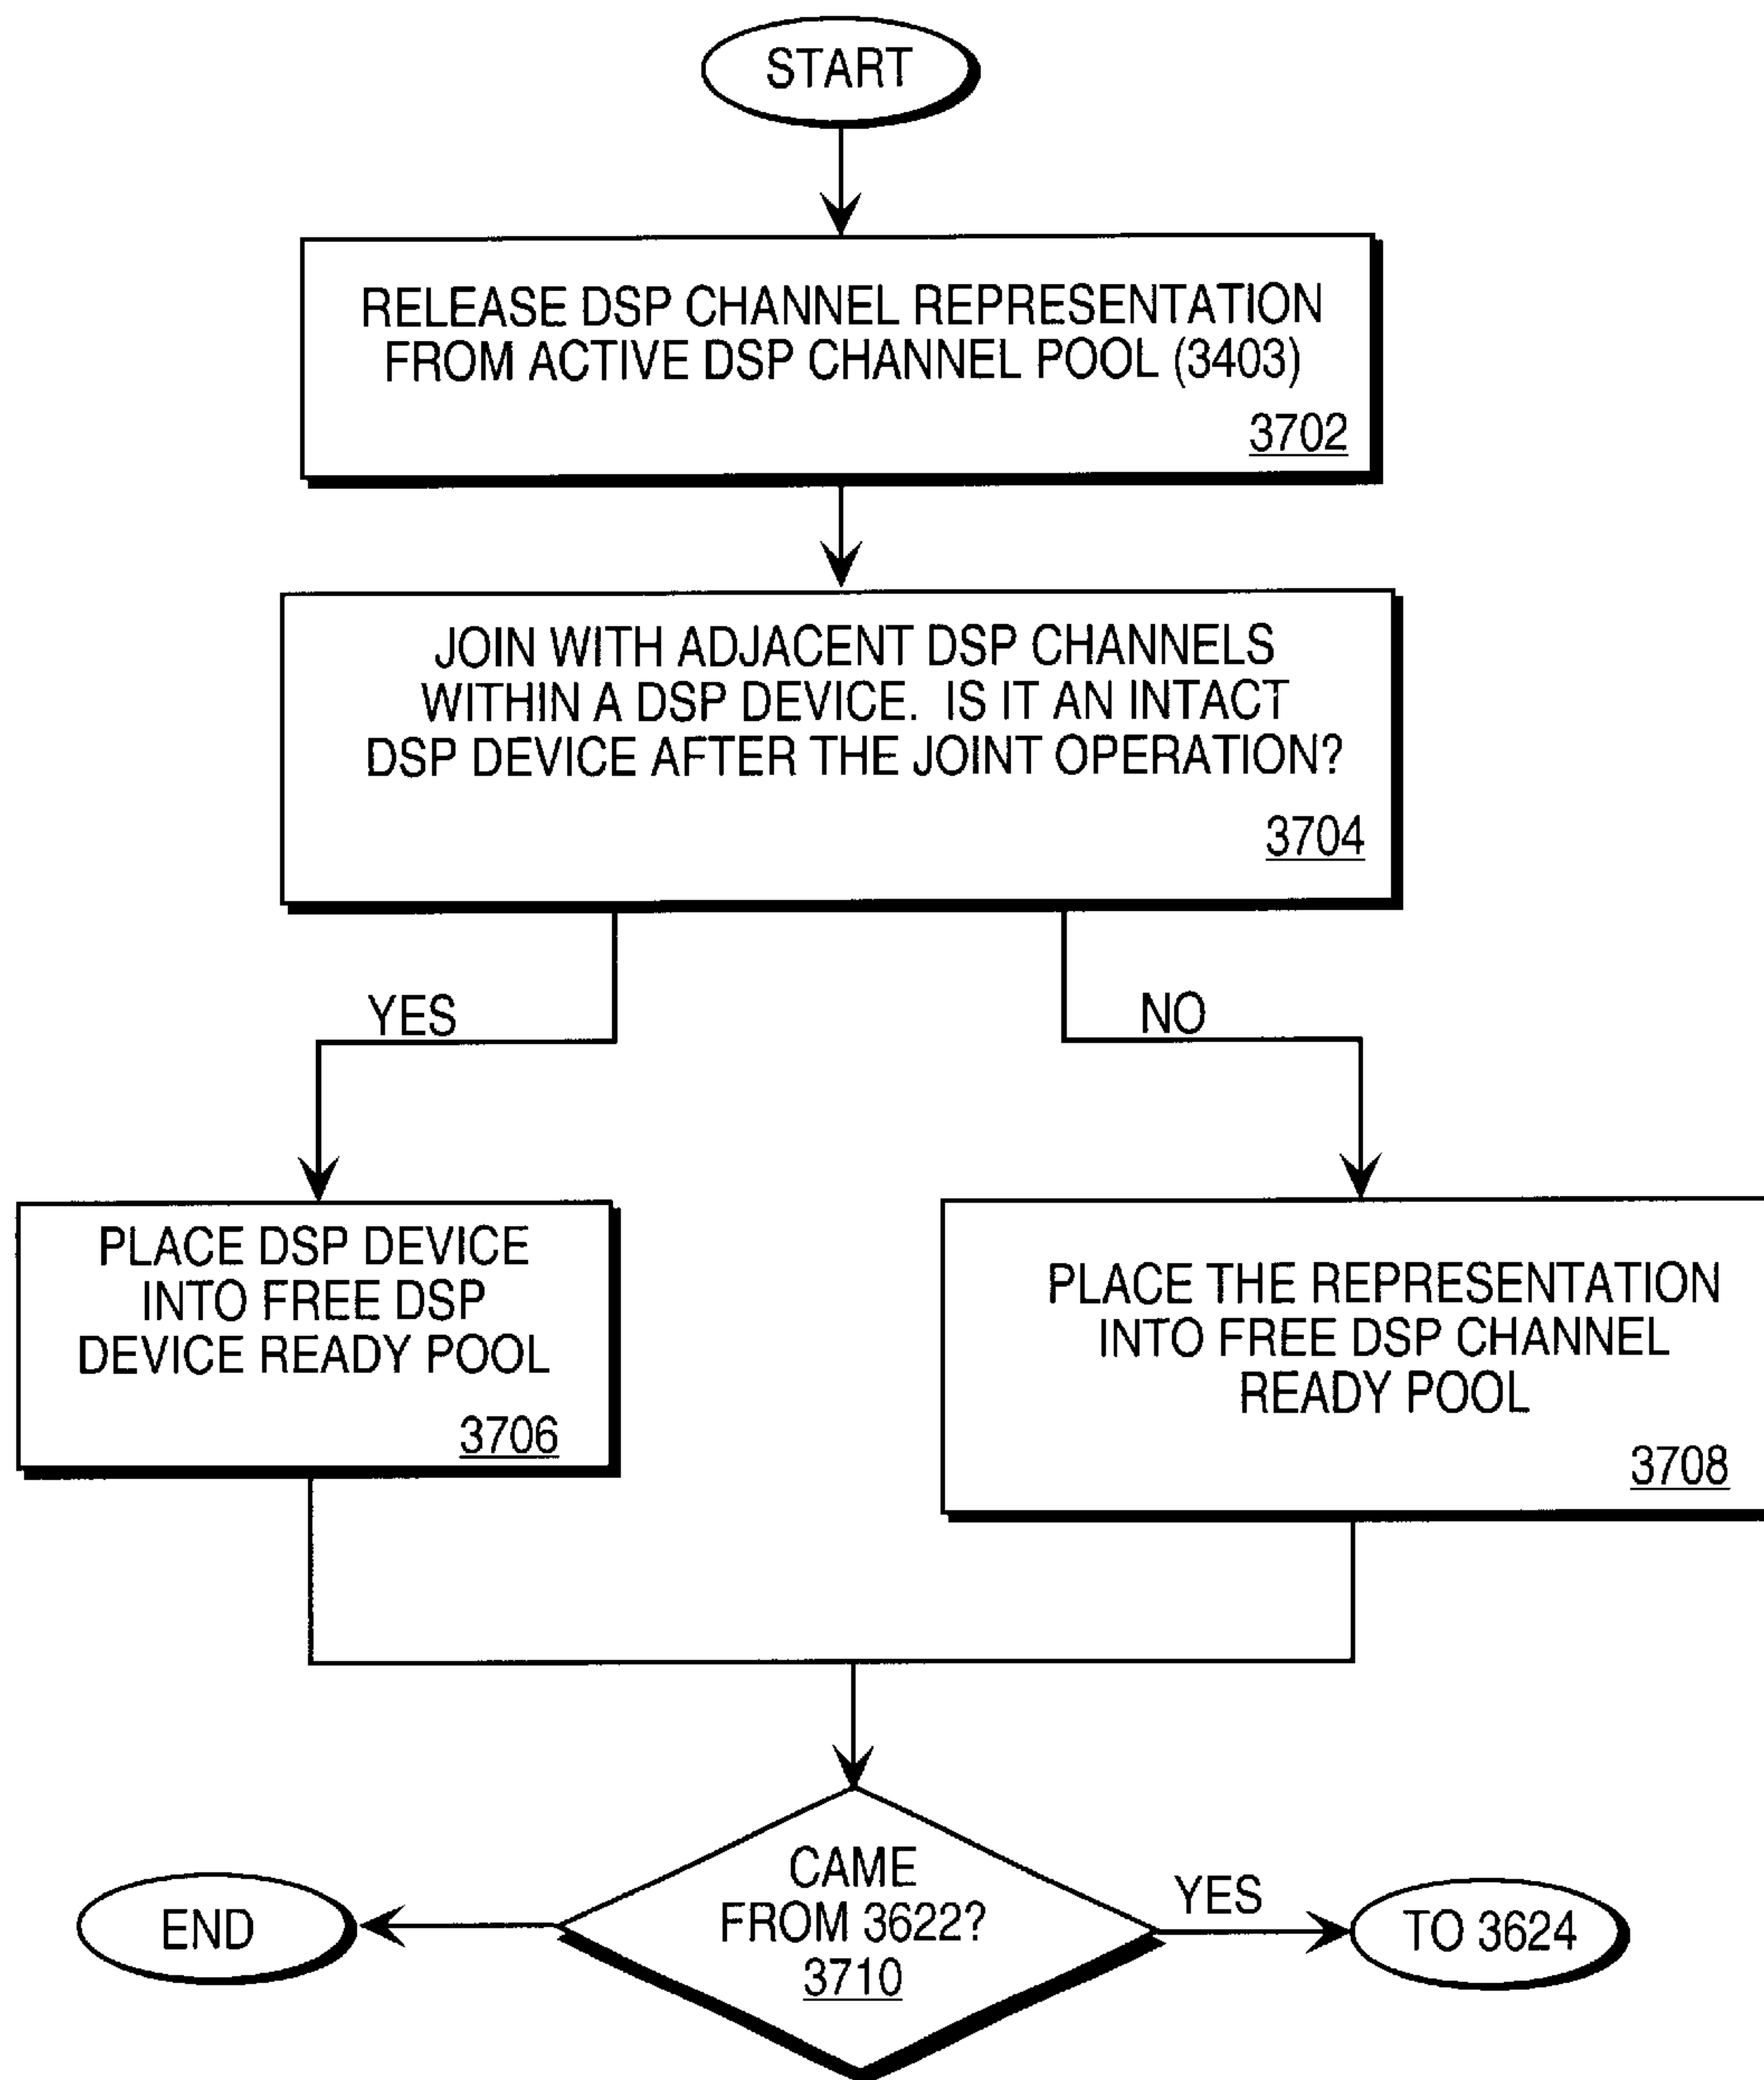 START
RELEASE DSP CHANNEL REPRESENTATION
FROM ACTIVE DSP CHANNEL POOL (3403)
3702
JOIN WITH ADJACENT DSP CHANNELS
WITHIN A DSP DEVICE. IS IT AN INTACT
DSP DEVICE AFTER THE JOINT OPERATION?
3704
YES
NO
PLACE DSP DEVICE
INTO FREE DSP
DEVICE READY POOL
3706
PLACE THE REPRESENTATION
INTO FREE DSP CHANNEL
READY POOL
3708
CAME
FROM 3622?
3710
YES
END
TO 3624